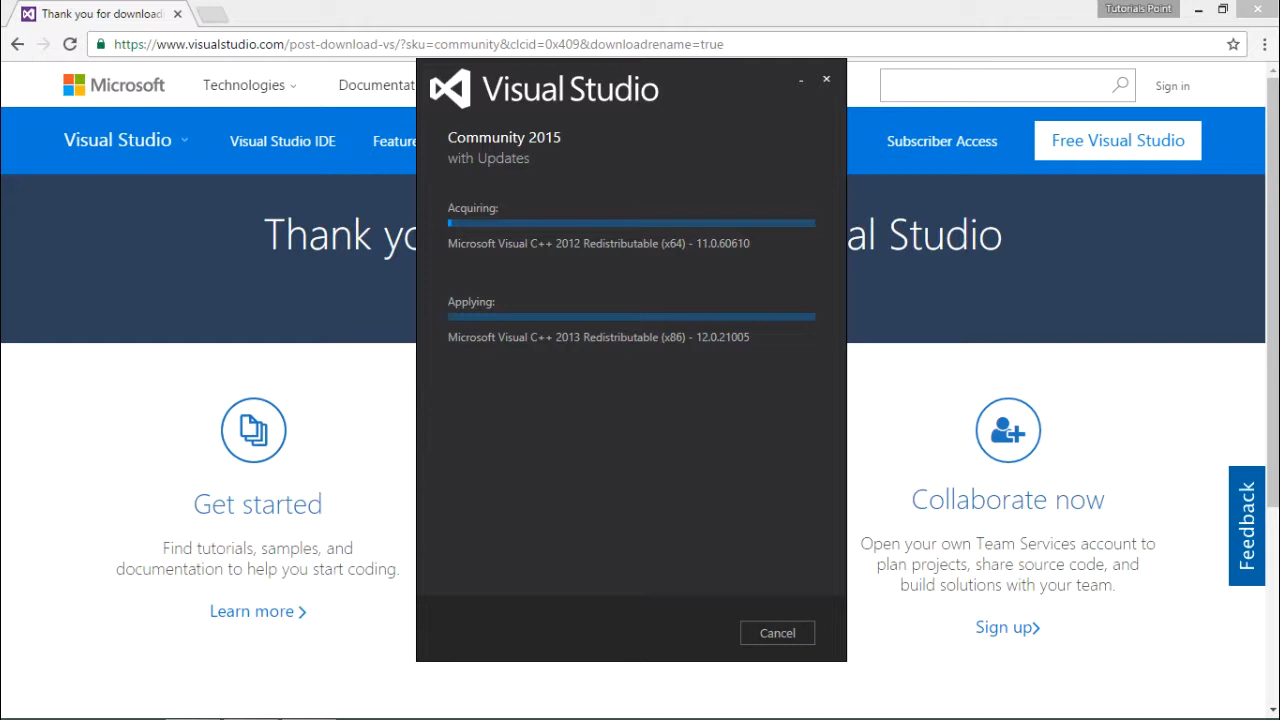 Thank you for downloadi
Tutorials Point
https://www.visualstudio.com/post-download-vs/?sku=community&clcid=0x409&downloadrename=true
Microsoft
Technologies
Documentat
Sign in
Visual Studio
Visual Studio IDE
Feature
Subscriber Access
Free Visual Studio
Visual Studio
Community 2015
with Updates
Acquiring:
Microsoft Visual C++ 2012 Redistributable (x64) - 11.0.60610
Applying:
Microsoft Visual C++ 2013 Redistributable (x86) - 12.0.21005
Cancel
Thank yo
al Studio
Get started
Find tutorials, samples, and
documentation to help you start coding.
Learn more
Collaborate now
Open your own Team Services account to
plan projects, share source code, and
build solutions with your team.
Sign up
Feedback